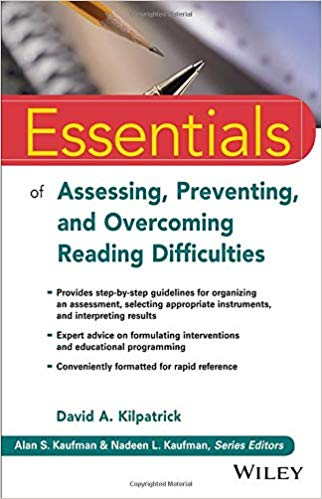 Essentials
of Assessing, Preventing,
and Overcoming
Reading Difficulties
• Provides step-by-step guidelines for organizing
an assessment, selecting appropriate instruments,
and interpreting results
• Expert advice on formulating interventions
and educational programming
• Conveniently formatted for rapid reference
David A. Kilpatrick
Alan S. Kaufman & Nadeen L. Kaufman, Series Editors
WILEY